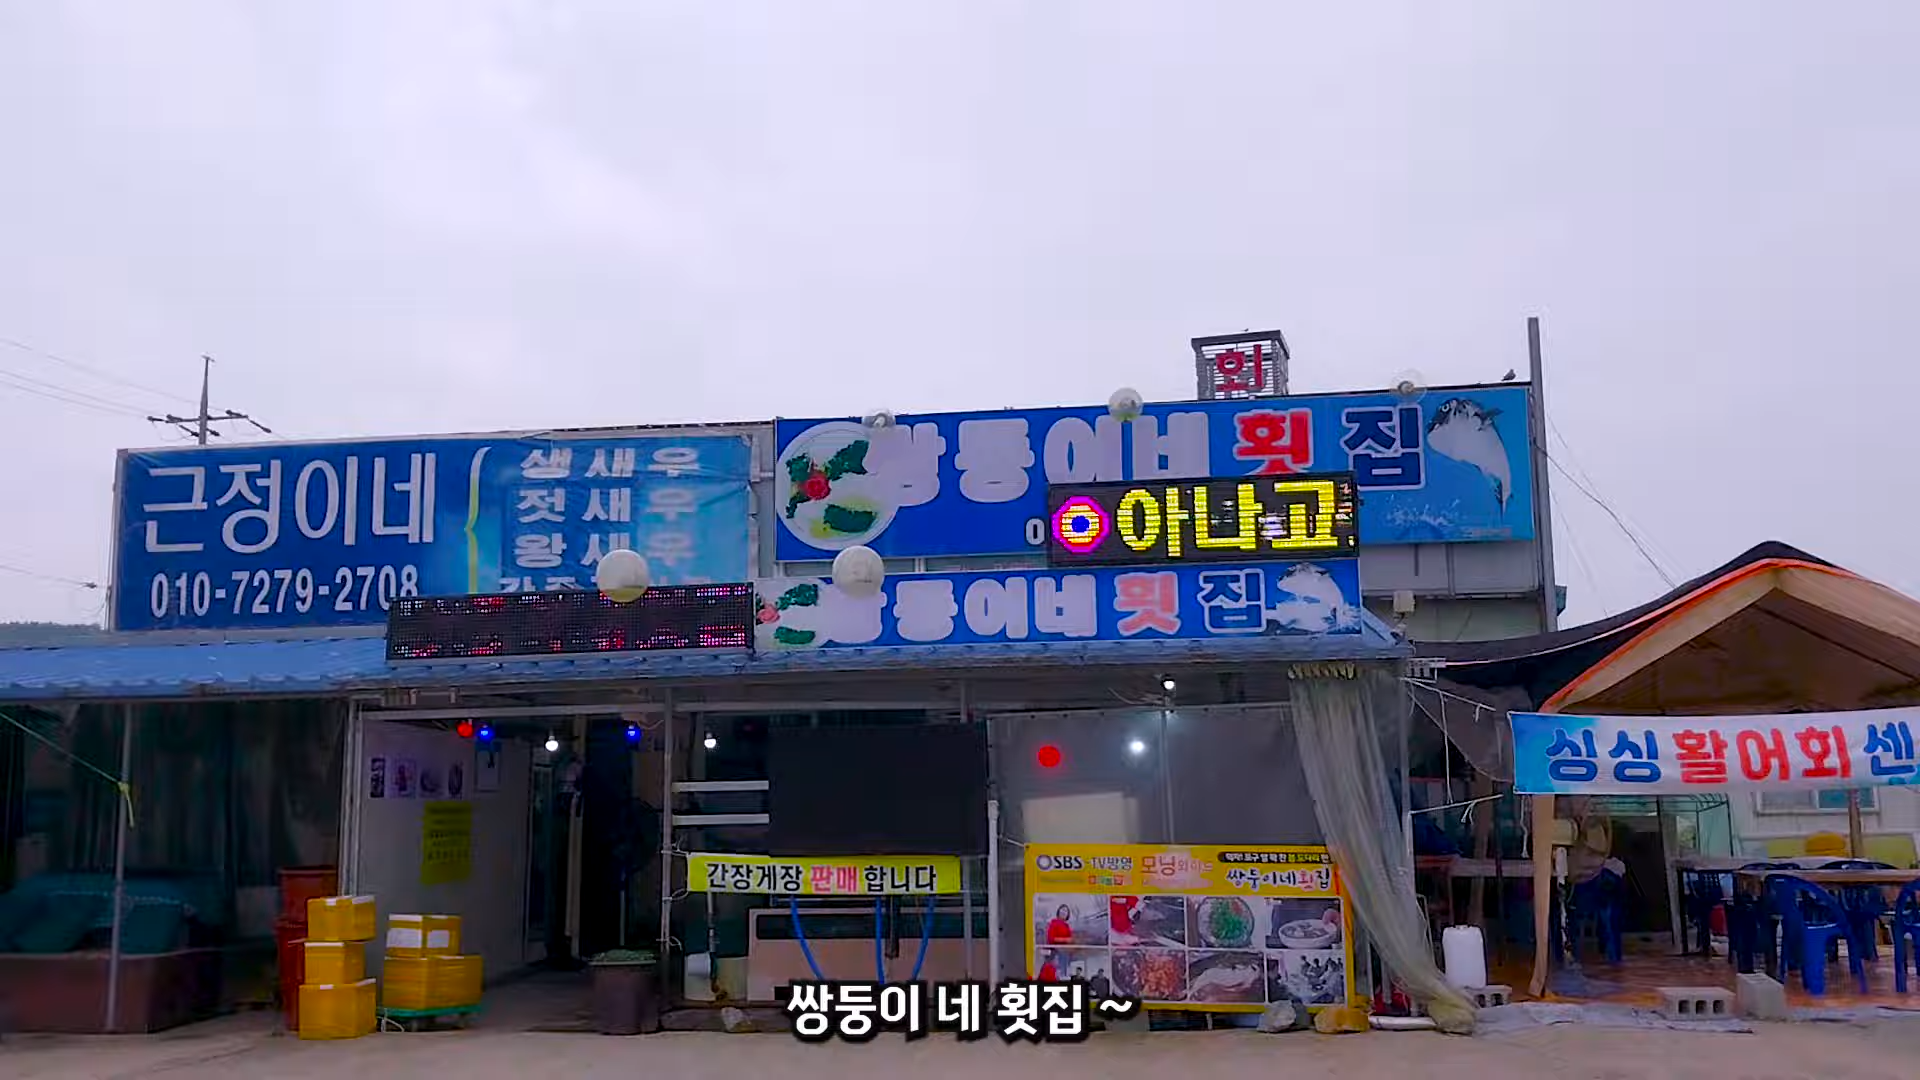 회
쌍둥이네 횟집
근정이네
생새우
젓새우
왕새우
010-7279-2708
아나고
쌍둥이네 횟집
싱싱 활어회 센
간장게장 판매 합니다
SBS-TV방영 모닝와이드
쌍둥이네횟집
쌍둥이 네 횟집 ~